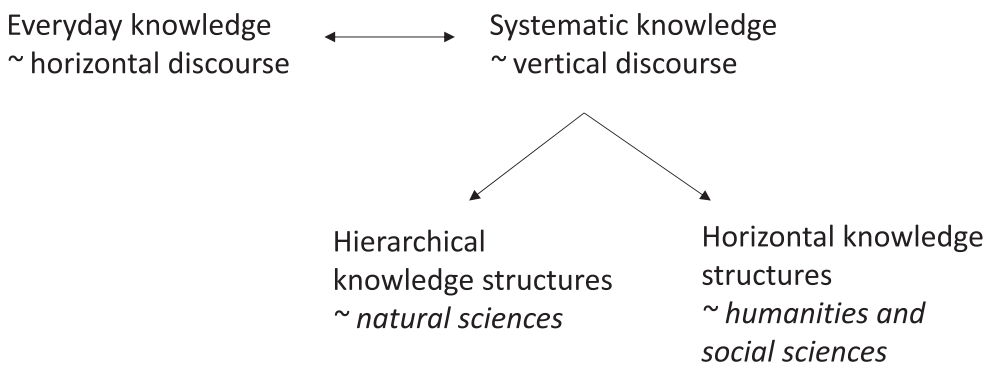 Everyday knowledge
~ horizontal discourse
Systematic knowledge
~ vertical discourse
Hierarchical
knowledge structures
~ natural sciences
Horizontal knowledge
structures
~ humanities and
social sciences